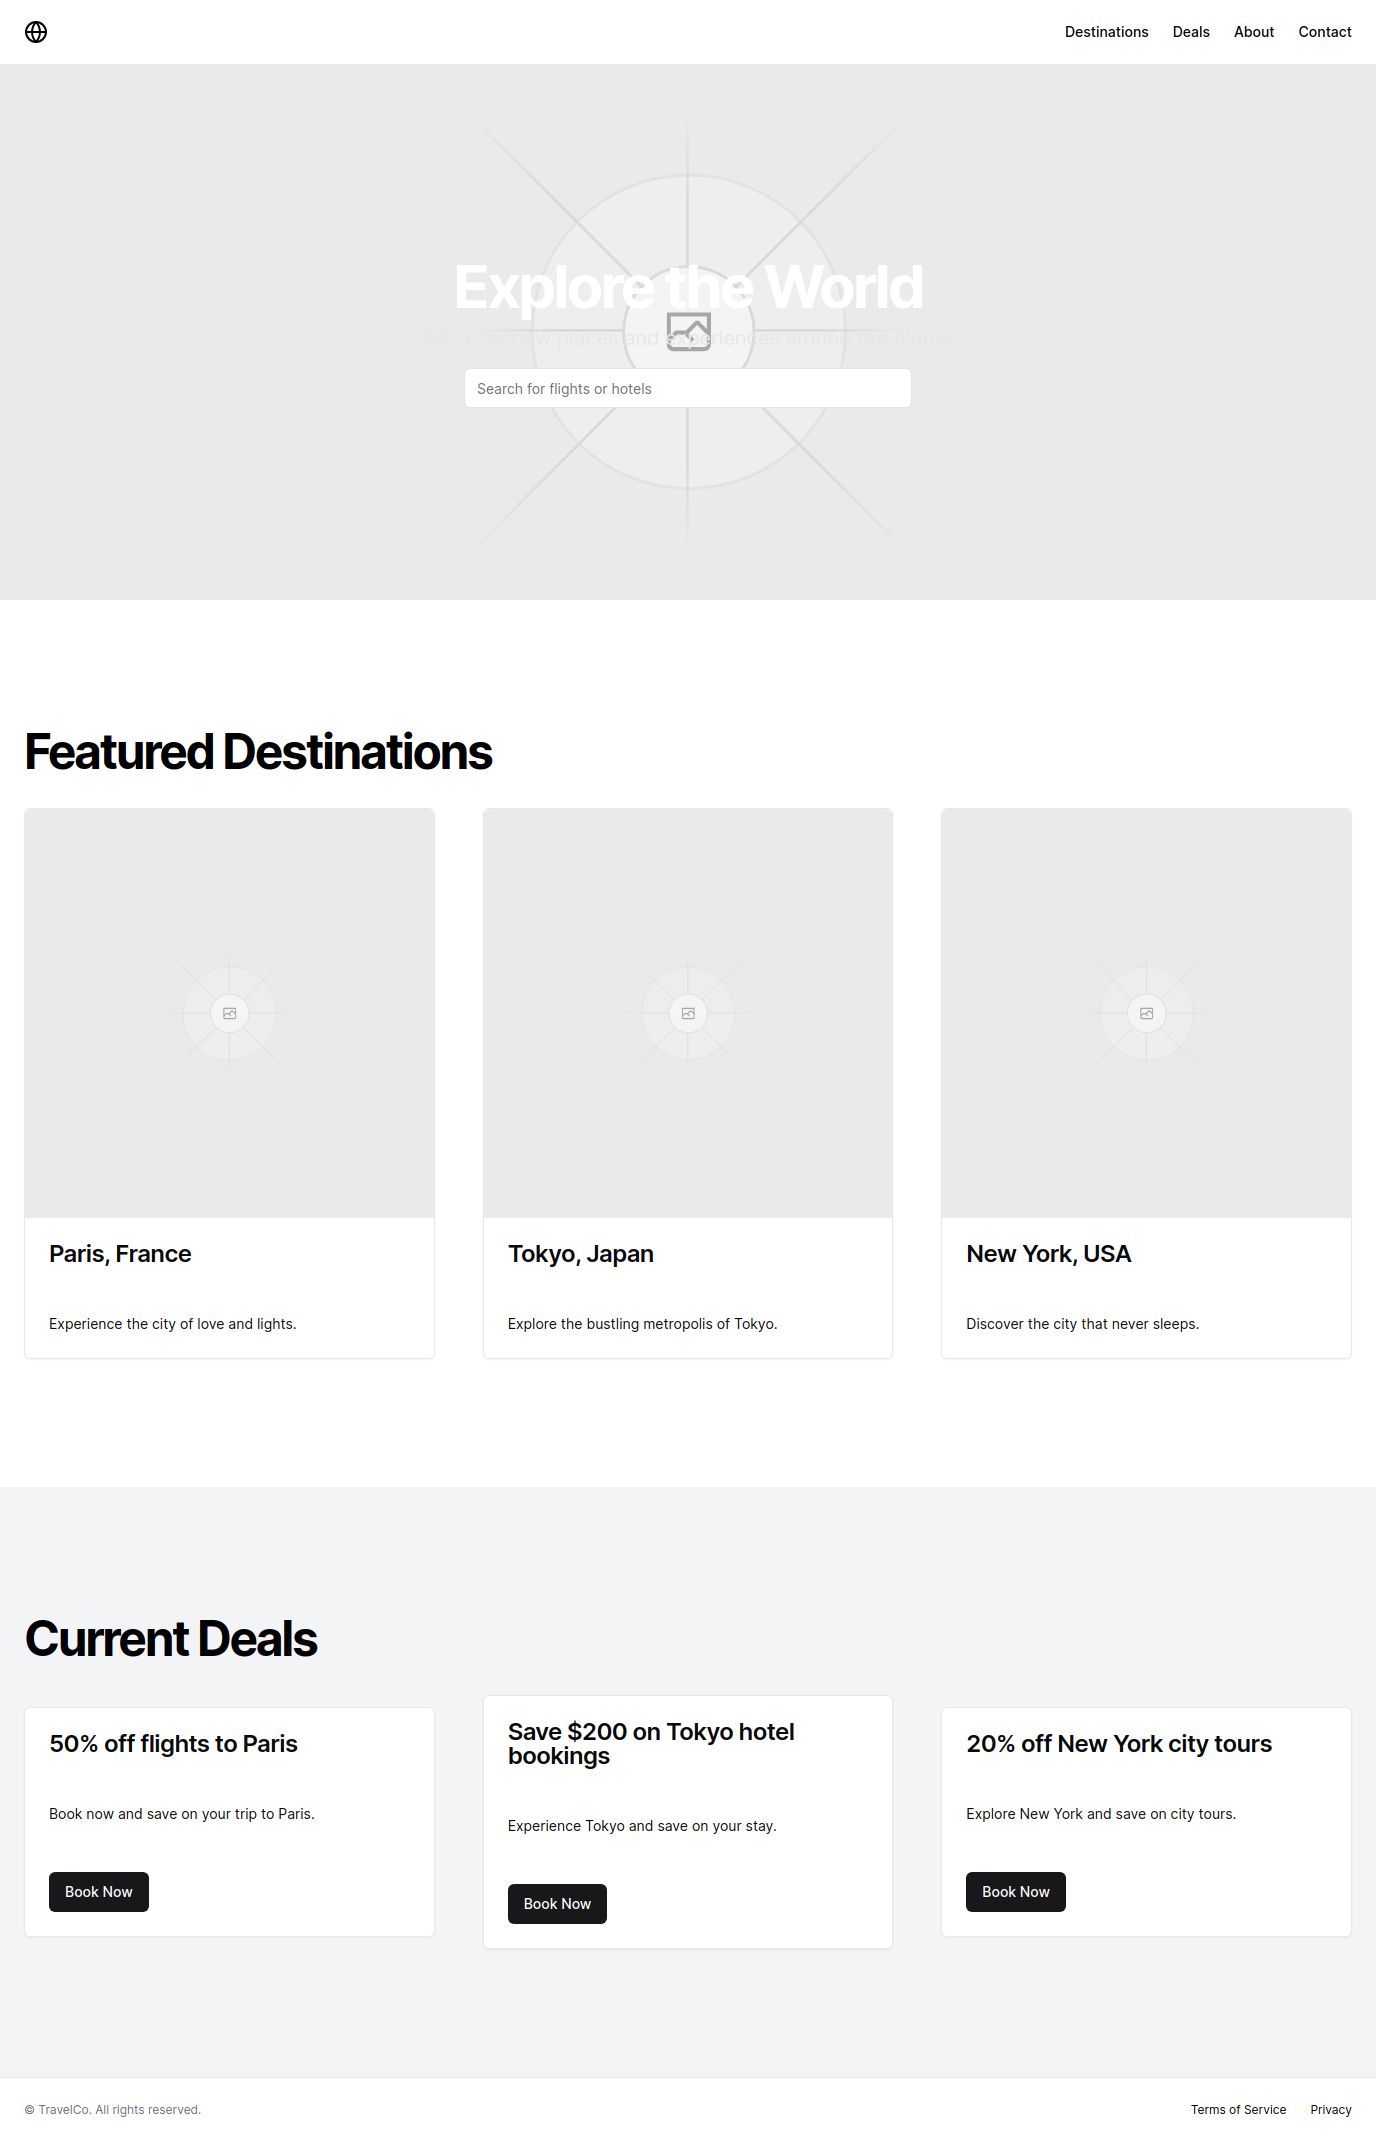 Destinations Deals About Contact
Explore the World
Discover new places and experiences around the globe.
Search for flights or hotels
Featured Destinations
Paris, France
Experience the city of love and lights.
Tokyo, Japan
Explore the bustling metropolis of Tokyo.
New York, USA
Discover the city that never sleeps.
Current Deals
50% off flights to Paris
Book now and save on your trip to Paris.
Book Now
Save $200 on Tokyo hotel
bookings
Experience Tokyo and save on your stay.
Book Now
20% off New York city tours
Explore New York and save on city tours.
Book Now
© TravelCo. All rights reserved.
Terms of Service Privacy